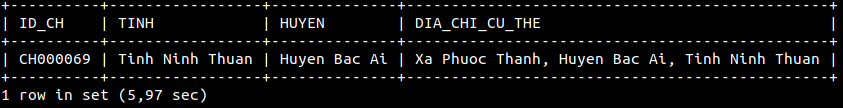 +----------+-----------------+--------------+---------------------------------------------------+
| ID_CH | TINH | HUYEN | DIA_CHI_CU_THE |
+----------+-----------------+--------------+---------------------------------------------------+
| CH000069 | Tinh Ninh Thuan | Huyen Bac Ai | Xa Phuoc Thanh, Huyen Bac Ai, Tinh Ninh Thuan |
+----------+-----------------+--------------+---------------------------------------------------+
1 row in set (5,97 sec)